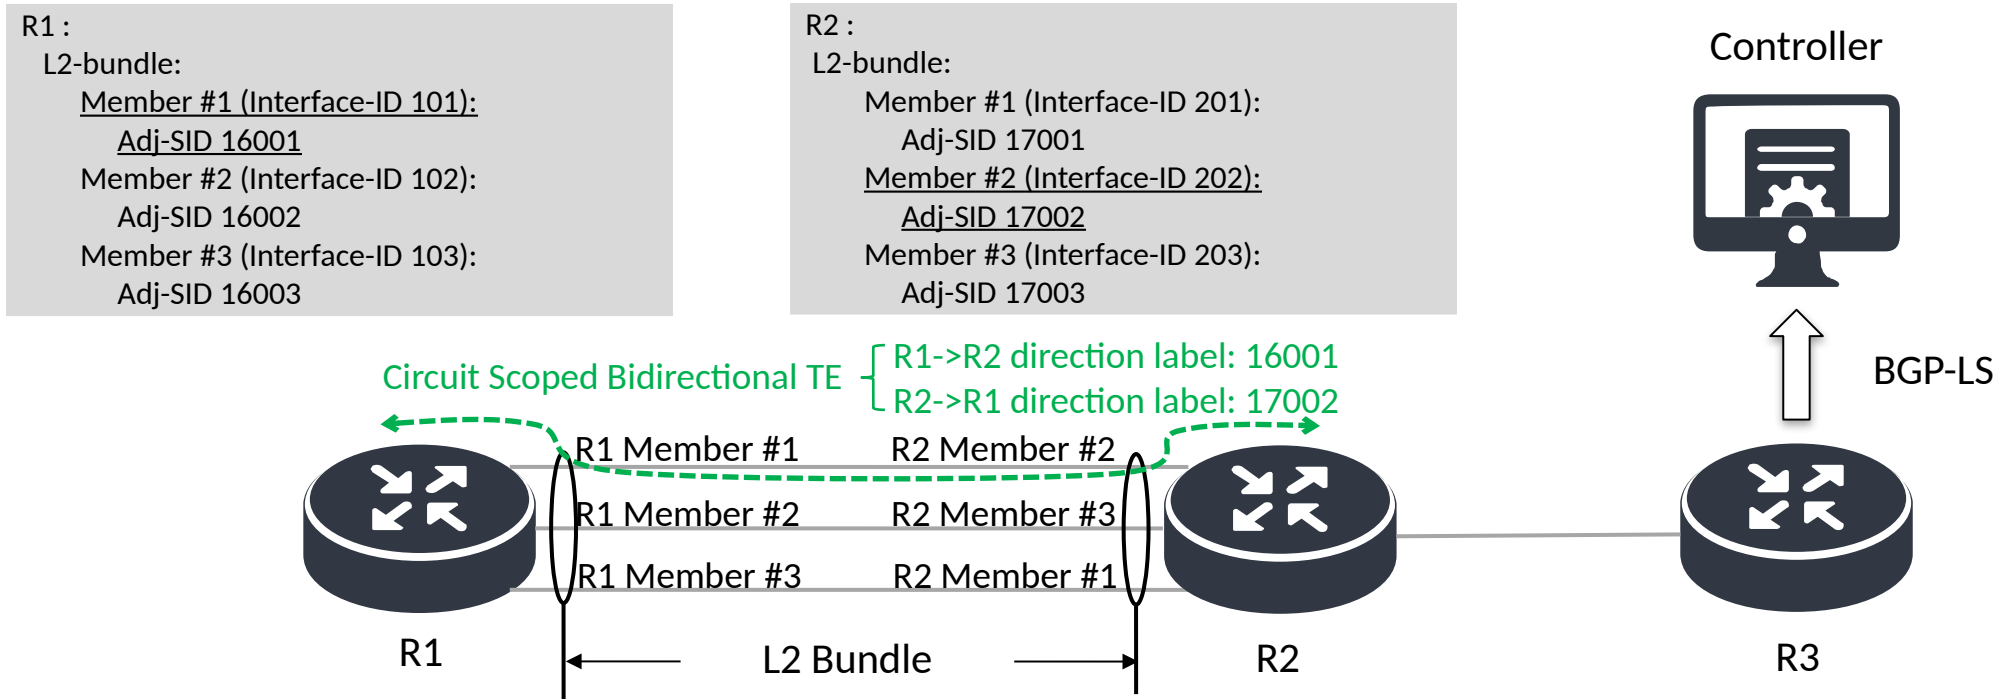 R1 :
L2-bundle:
Member #1 (Interface-ID 101):
Adj-SID 16001
Member #2 (Interface-ID 102):
Adj-SID 16002
Member #3 (Interface-ID 103):
Adj-SID 16003
R2 :
L2-bundle:
Member #1 (Interface-ID 201):
Adj-SID 17001
Member #2 (Interface-ID 202):
Adj-SID 17002
Member #3 (Interface-ID 203):
Adj-SID 17003
Controller
BGP-LS
Circuit Scoped Bidirectional TE
R1->R2 direction label: 16001
R2->R1 direction label: 17002
R1 Member #1
R2 Member #2
R1 Member #2
R2 Member #3
R1 Member #3
R2 Member #1
R1
L2 Bundle
R2
R3